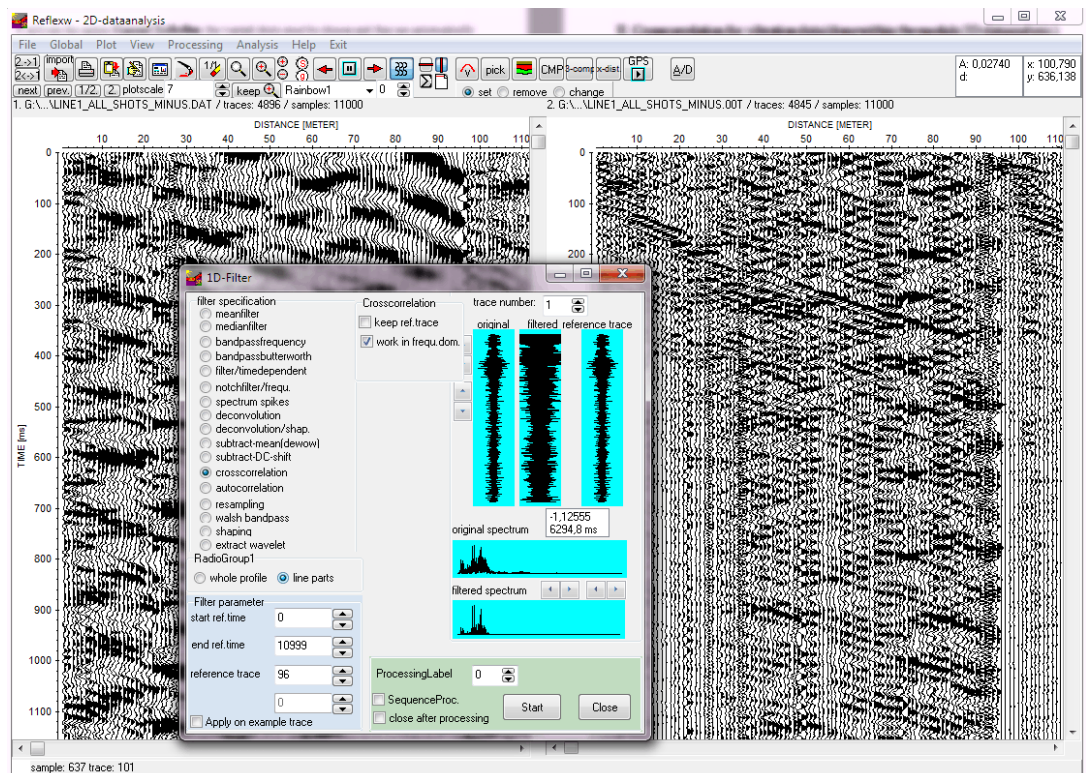 Reflexw - 2D-dataanalysis
File Global Plot View Processing Analysis Help Exit
2->1 import 1/2 pick CMP 3-comp x-dist GPS A/D
2<->1
A: 0,02740 x: 100,790
d: y: 636,138
next prev. 1/2. 2. plotscale 7 keep Rainbow1 0 set remove change
1. G:\...\LINE1_ALL_SHOTS_MINUS.DAT / traces: 4896 / samples: 11000
2. G:\...\LINE1_ALL_SHOTS_MINUS.00T / traces: 4845 / samples: 11000
DISTANCE [METER]
10 20 30 40 50 60 70 80 90 100 110
DISTANCE [METER]
10 20 30 40 50 60 70 80 90 100 110
TIME [ms]
0
100
200
300
400
500
600
700
800
900
1000
1100
0
100
200
1D-Filter
filter specification
meanfilter
medianfilter
bandpassfrequency
bandpassbutterworth
filter/timedependent
notchfilter/frequ.
spectrum spikes
deconvolution
deconvolution/shap.
subtract-mean(dewow)
subtract-DC-shift
crosscorrelation
autocorrelation
resampling
walsh bandpass
shaping
extract wavelet
RadioGroup1
whole profile line parts
Filter parameter
start ref.time 0
end ref.time 10999
reference trace 96
0
Apply on example trace
Crosscorrelation
keep ref.trace
work in frequ.dom.
trace number: 1
original filtered reference trace
-1,12555
6294,8 ms
original spectrum
filtered spectrum
ProcessingLabel 0
SequenceProc.
close after processing
Start Close
sample: 637 trace: 101